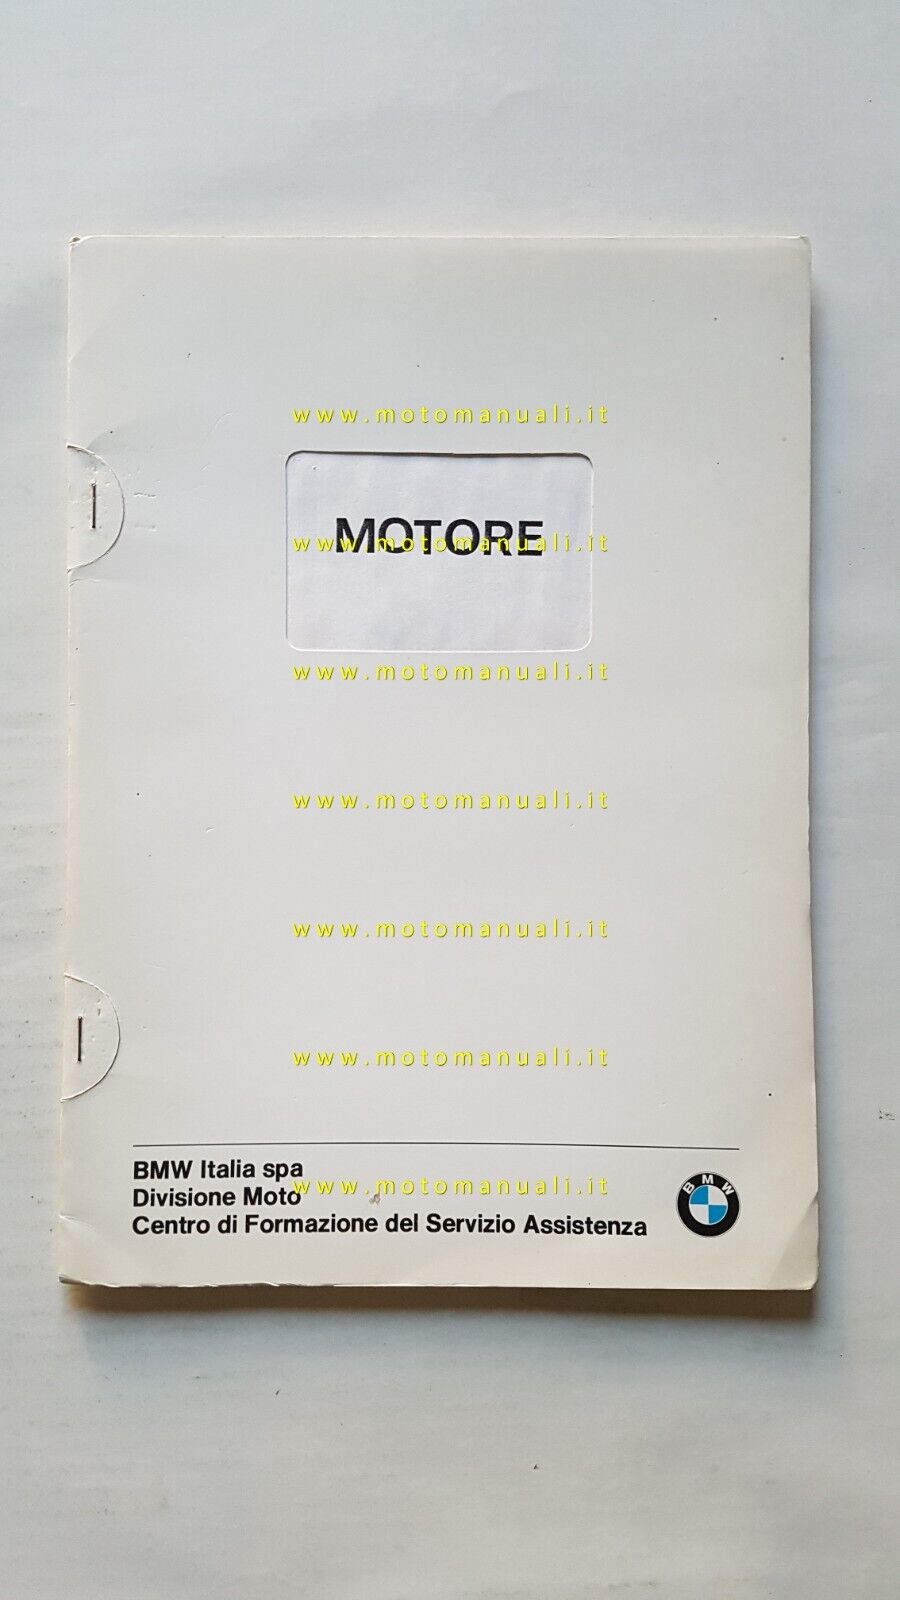 www.motomanuali.it
MOTORE
www.motomanuali.it
www.motomanuali.it
www.motomanuali.it
www.motomanuali.it
www.motomanuali.it
BMW Italia spa
Divisione Moto
www.motomanuali.it
Centro di Formazione del Servizio Assistenza
BMW